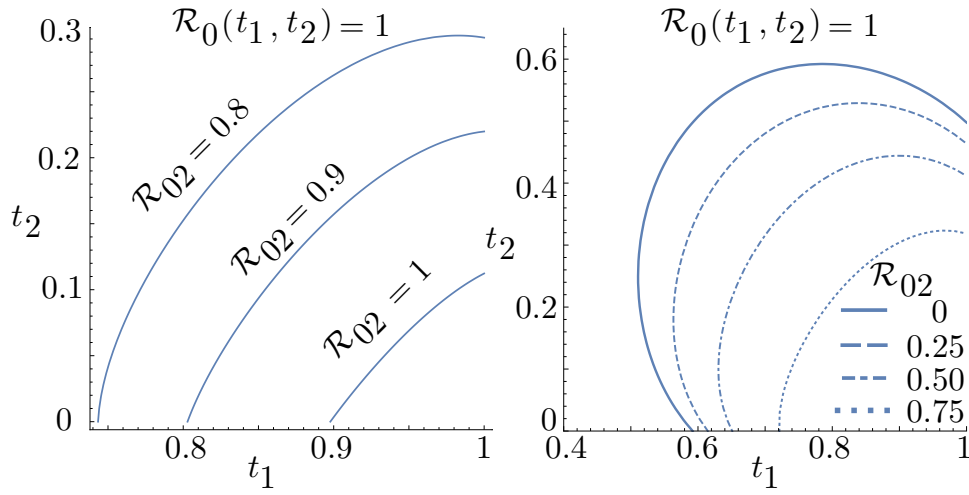 ℛ₀(t₁, t₂) = 1
0.3
0.2
0.1
0
t₂
ℛ₀₂ = 0.8
ℛ₀₂ = 0.9
ℛ₀₂ = 1
0.8 0.9 1
t₁
ℛ₀(t₁, t₂) = 1
0.6
0.4
0.2
0
t₂
ℛ₀₂
0
0.25
0.50
0.75
0.4 0.6 0.8 1
t₁